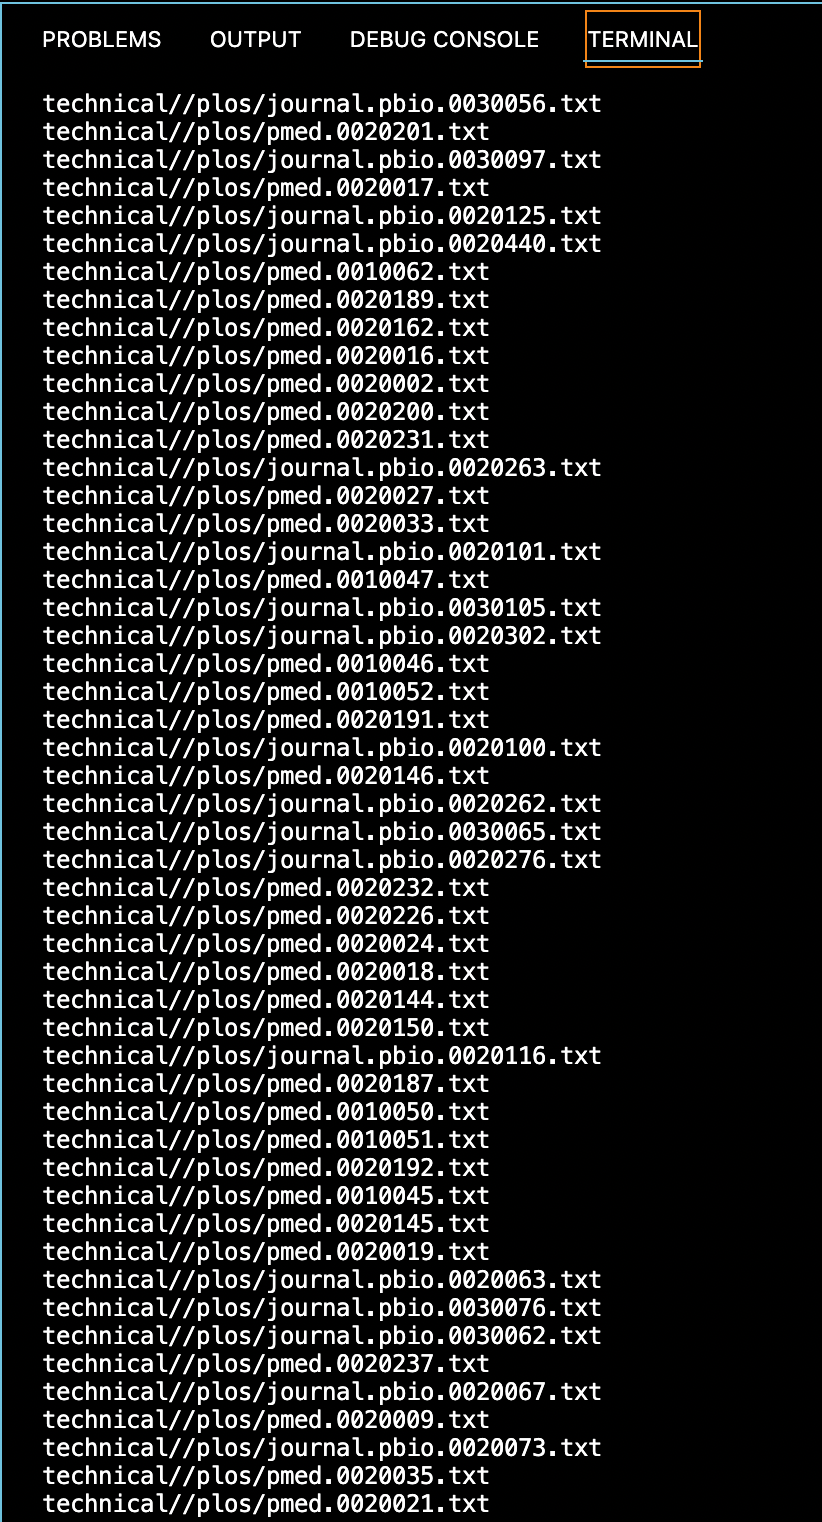 PROBLEMS OUTPUT DEBUG CONSOLE TERMINAL
technical//plos/journal.pbio.0030056.txt
technical//plos/pmed.0020201.txt
technical//plos/journal.pbio.0030097.txt
technical//plos/pmed.0020017.txt
technical//plos/journal.pbio.0020125.txt
technical//plos/journal.pbio.0020440.txt
technical//plos/pmed.0010062.txt
technical//plos/pmed.0020189.txt
technical//plos/pmed.0020162.txt
technical//plos/pmed.0020016.txt
technical//plos/pmed.0020002.txt
technical//plos/pmed.0020200.txt
technical//plos/pmed.0020231.txt
technical//plos/journal.pbio.0020263.txt
technical//plos/pmed.0020027.txt
technical//plos/pmed.0020033.txt
technical//plos/journal.pbio.0020101.txt
technical//plos/pmed.0010047.txt
technical//plos/journal.pbio.0030105.txt
technical//plos/journal.pbio.0020302.txt
technical//plos/pmed.0010046.txt
technical//plos/pmed.0010052.txt
technical//plos/pmed.0020191.txt
technical//plos/journal.pbio.0020100.txt
technical//plos/pmed.0020146.txt
technical//plos/journal.pbio.0020262.txt
technical//plos/journal.pbio.0030065.txt
technical//plos/journal.pbio.0020276.txt
technical//plos/pmed.0020232.txt
technical//plos/pmed.0020226.txt
technical//plos/pmed.0020024.txt
technical//plos/pmed.0020018.txt
technical//plos/pmed.0020144.txt
technical//plos/pmed.0020150.txt
technical//plos/journal.pbio.0020116.txt
technical//plos/pmed.0020187.txt
technical//plos/pmed.0010050.txt
technical//plos/pmed.0010051.txt
technical//plos/pmed.0020192.txt
technical//plos/pmed.0010045.txt
technical//plos/pmed.0020145.txt
technical//plos/pmed.0020019.txt
technical//plos/journal.pbio.0020063.txt
technical//plos/journal.pbio.0030076.txt
technical//plos/journal.pbio.0030062.txt
technical//plos/pmed.0020237.txt
technical//plos/journal.pbio.0020067.txt
technical//plos/pmed.0020009.txt
technical//plos/journal.pbio.0020073.txt
technical//plos/pmed.0020035.txt
technical//plos/pmed.0020021.txt